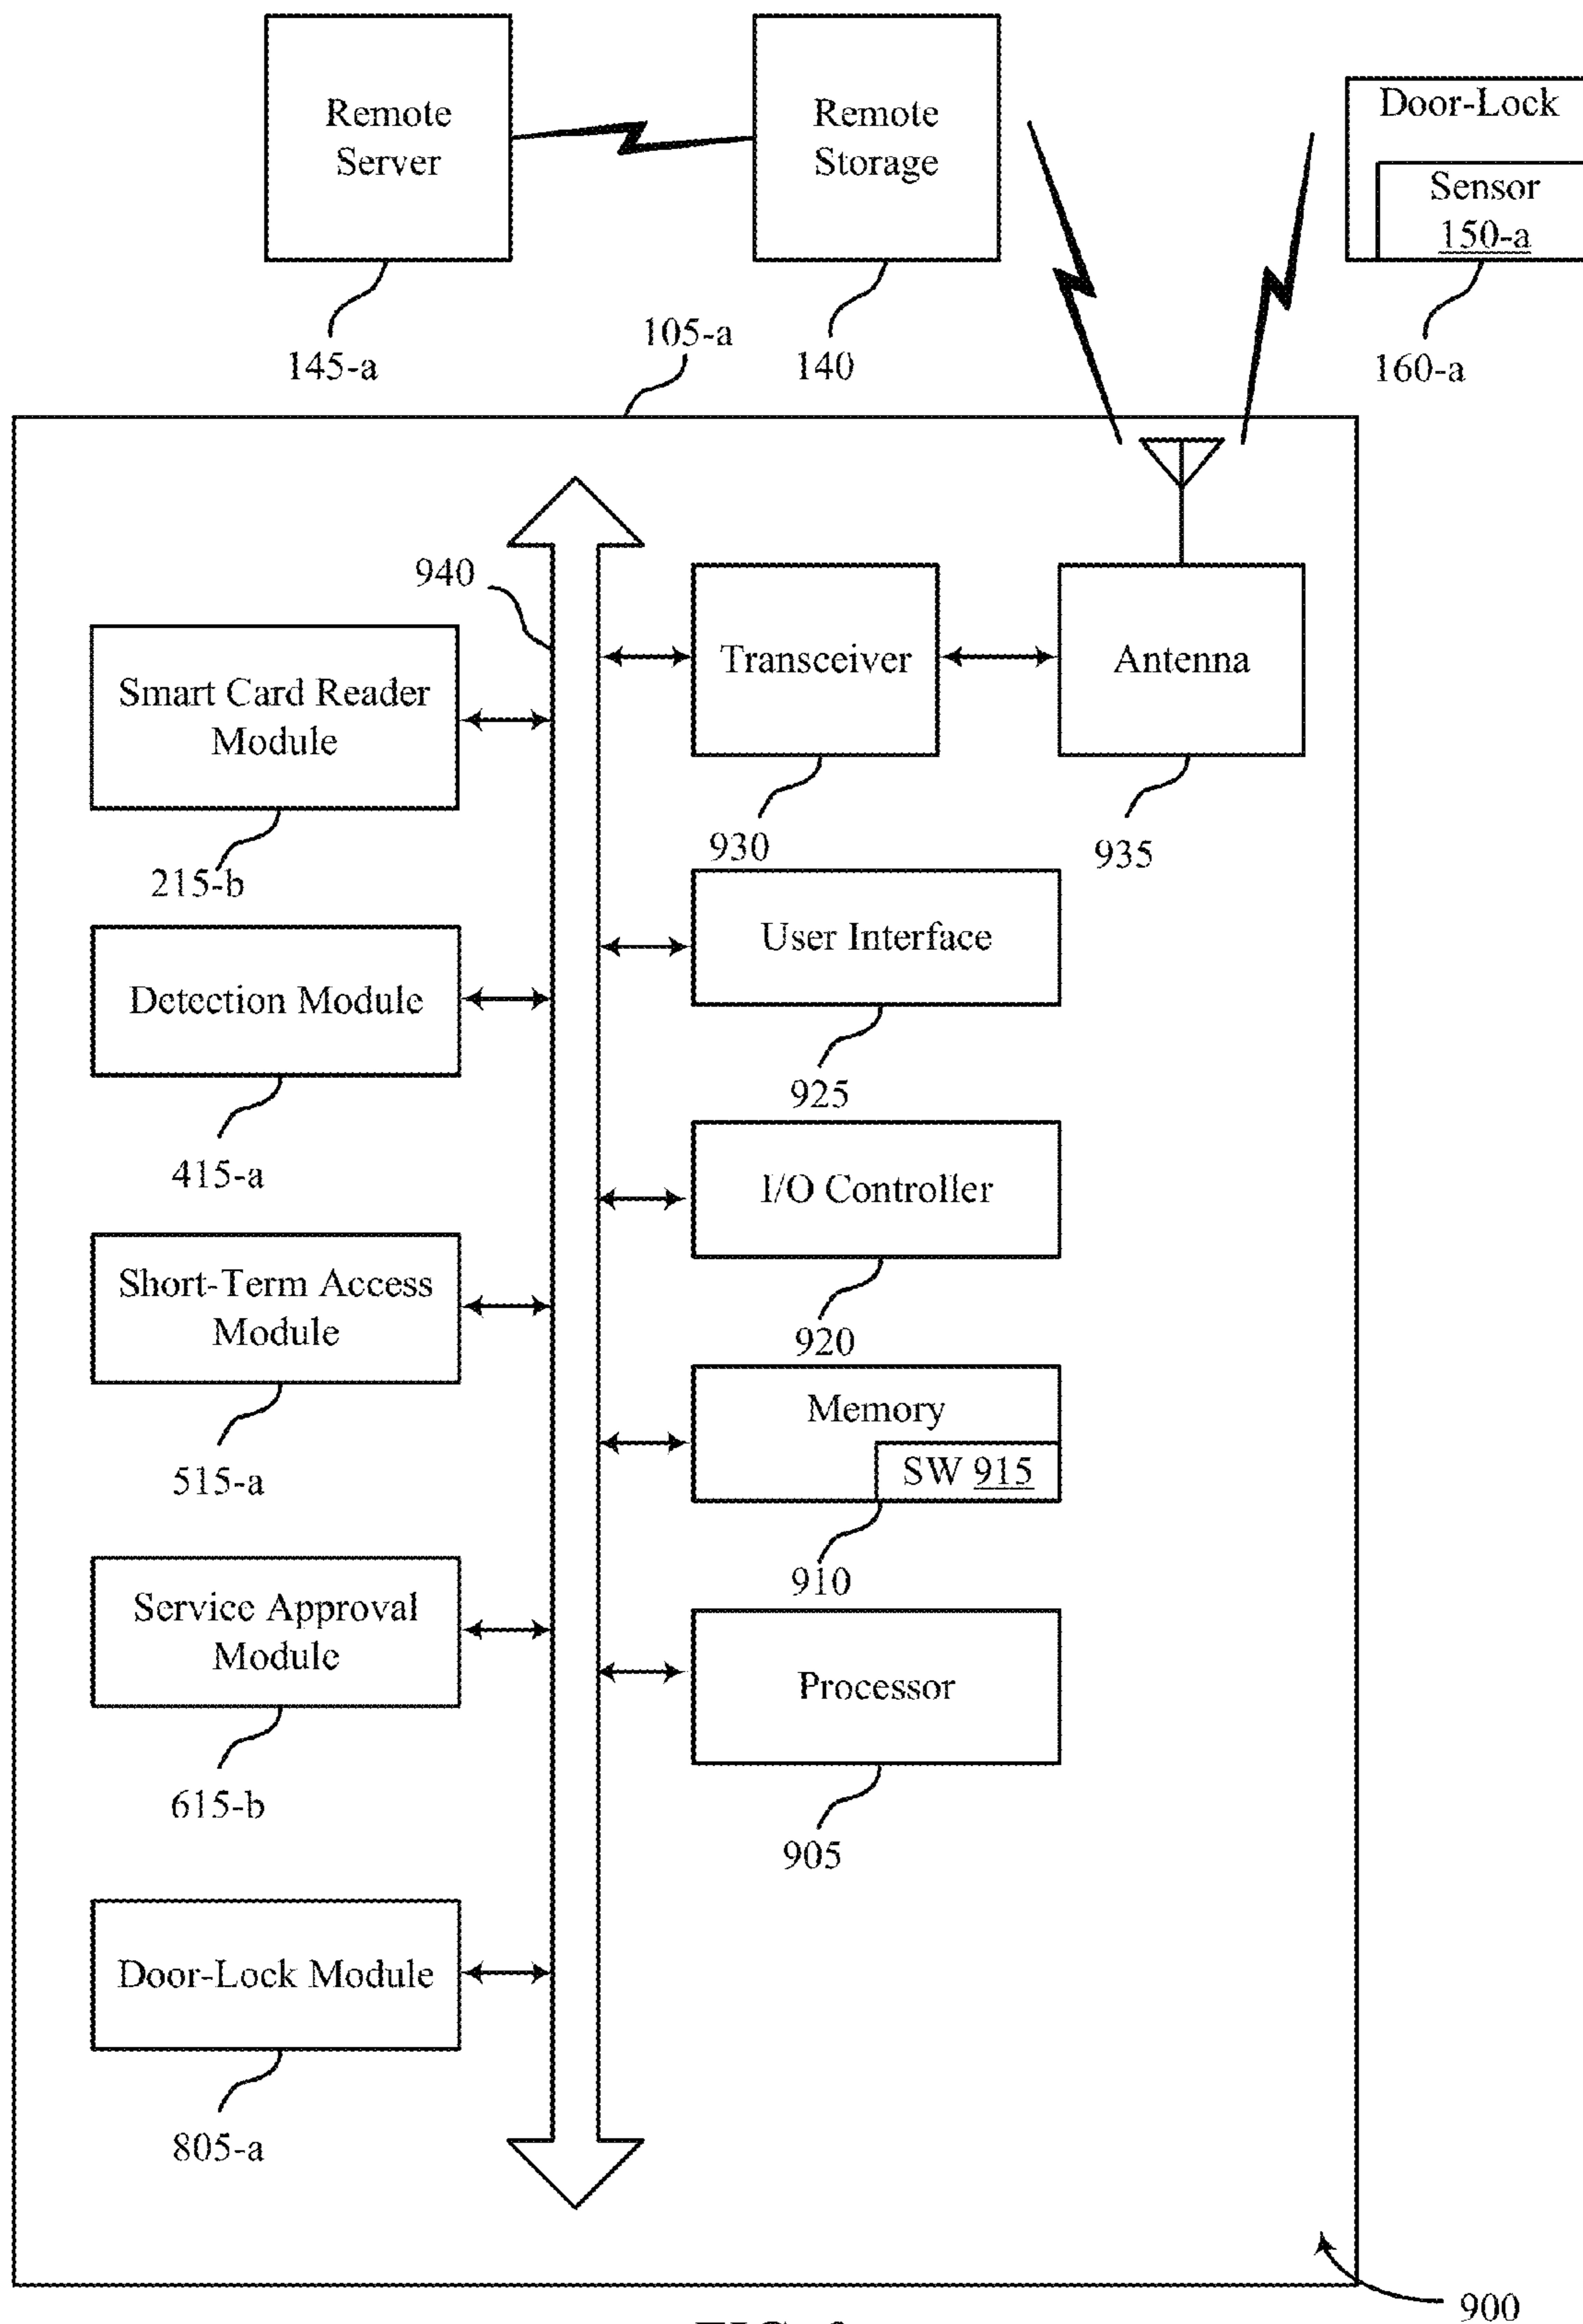 Remote
Server
Remote
Storage
Door-Lock
Sensor
150-a
145-a
105-a
140
160-a
940
Transceiver
Antenna
Smart Card Reader
Module
930
935
215-b
User Interface
Detection Module
925
415-a
I/O Controller
Short-Term Access
Module
920
Memory
SW 915
515-a
910
Service Approval
Module
Processor
615-b
905
Door-Lock Module
805-a
900